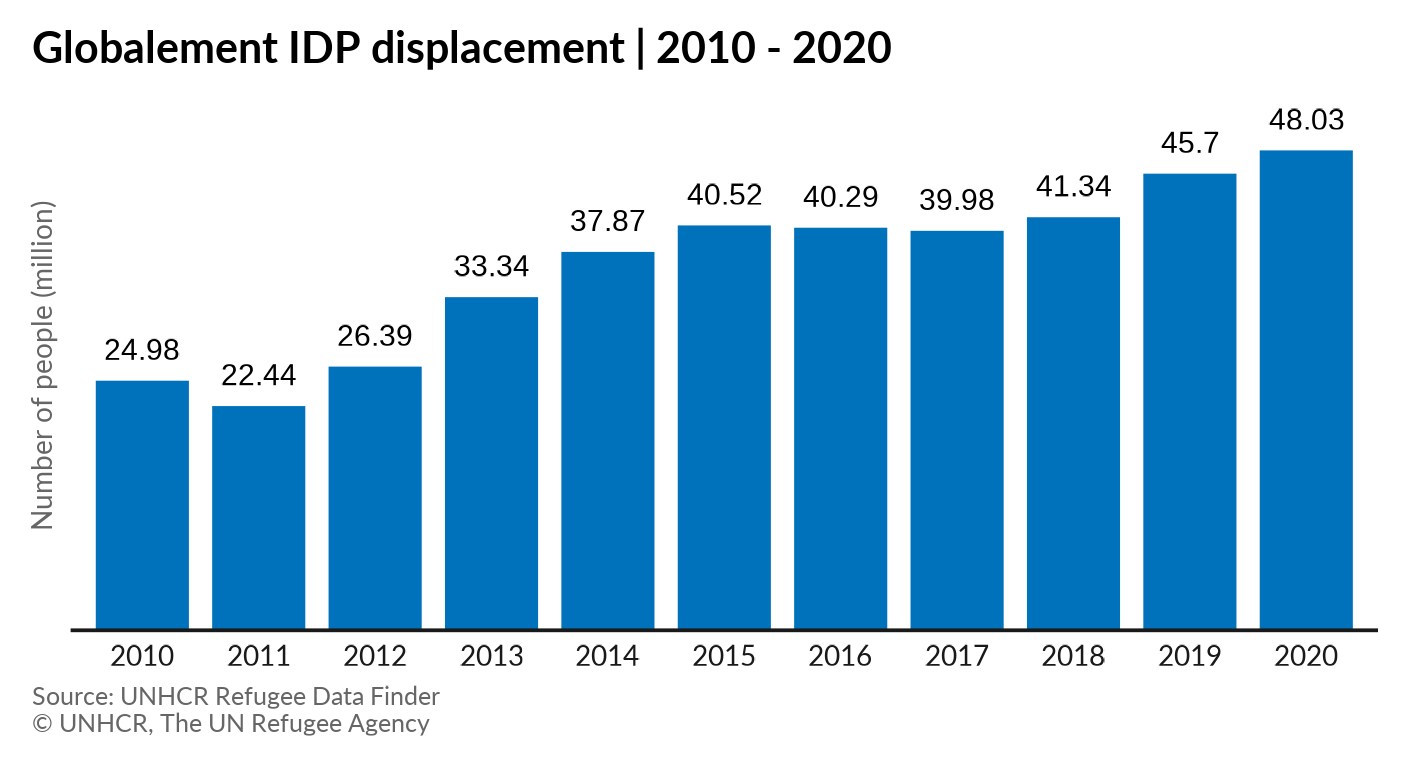 Globalement IDP displacement | 2010 - 2020
Number of people (million)
24.98
22.44
26.39
33.34
37.87
40.52
40.29
39.98
41.34
45.7
48.03
2010 2011 2012 2013 2014 2015 2016 2017 2018 2019 2020
Source: UNHCR Refugee Data Finder
© UNHCR, The UN Refugee Agency